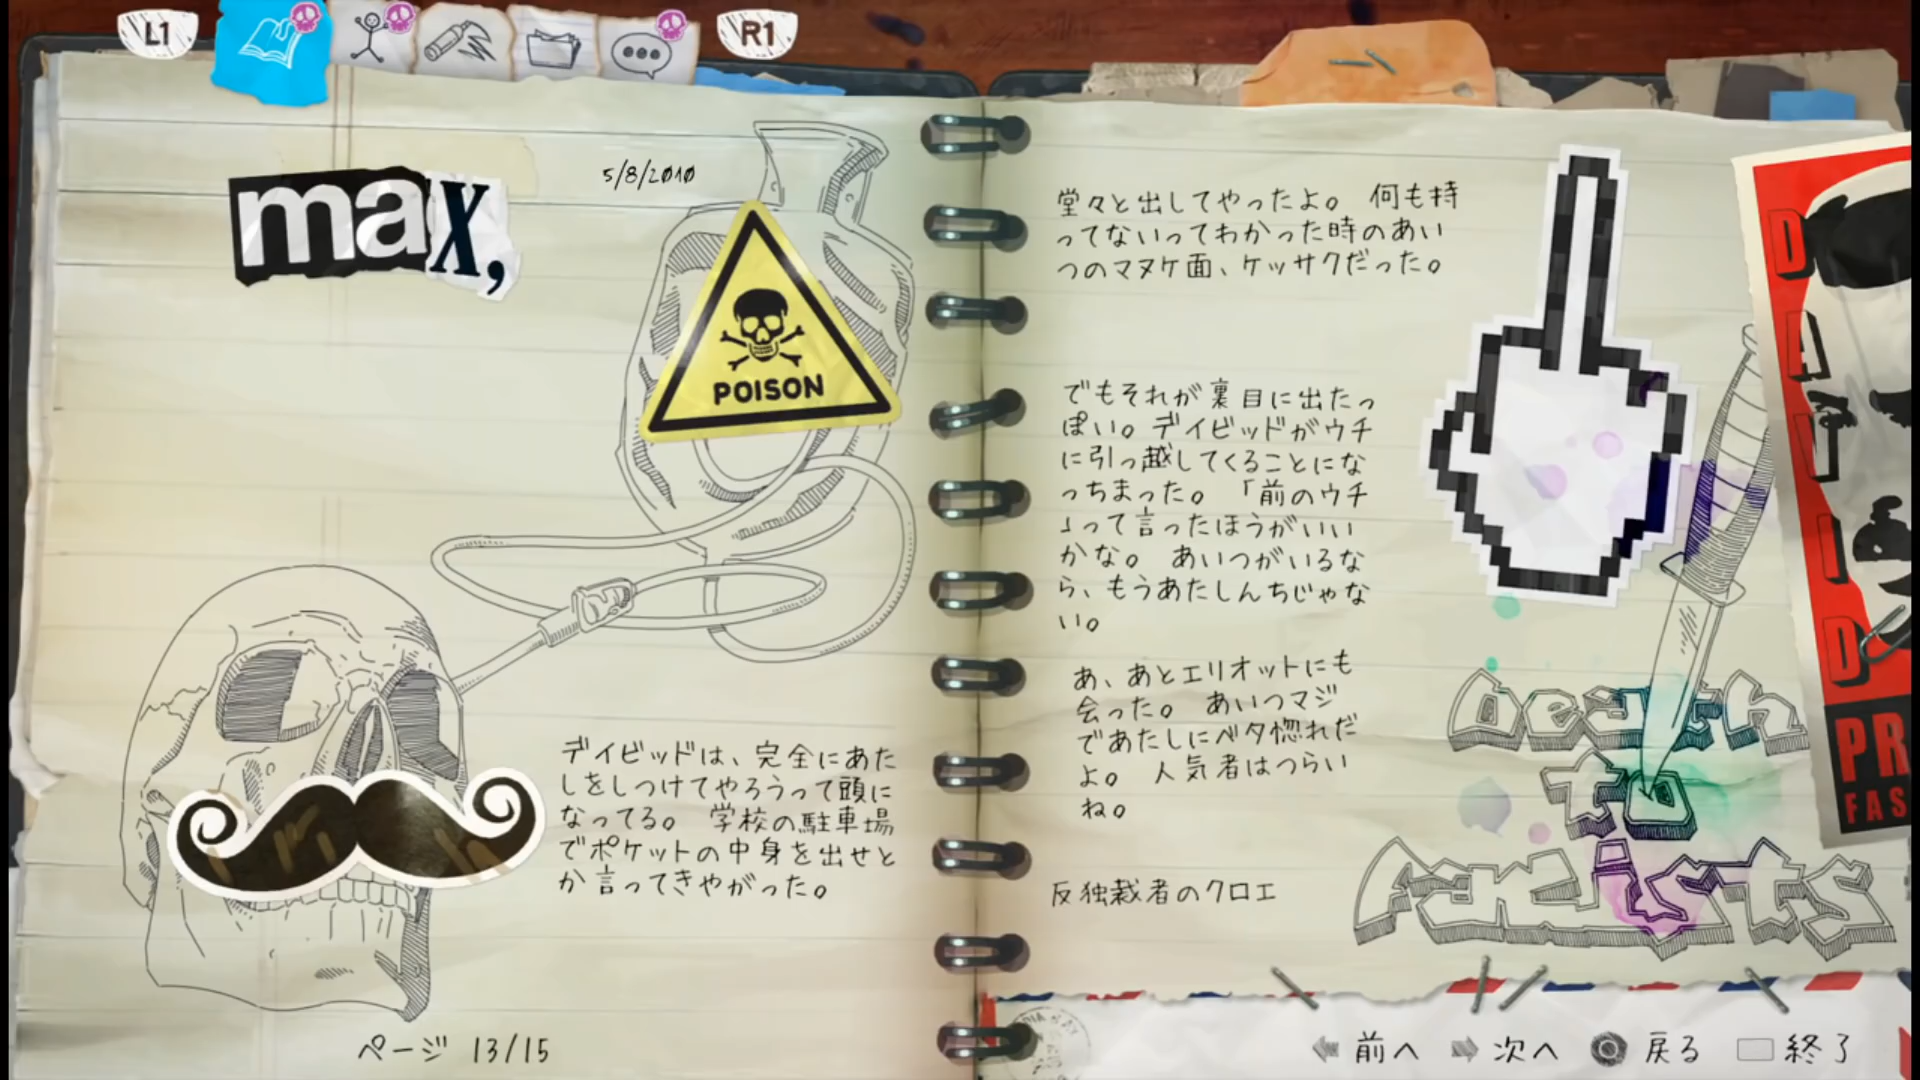 L1
R1
max,
5/8/2010
POISON
デイビッドは、完全にあた
しをしつけてやろうって頭に
なってる。 学校の駐車場
でポケットの中身を出せと
か言ってきやがった。
ページ 13/15
堂々と出してやったよ。 何も持
ってないってわかった時のあい
つのマヌケ面、ケッサクだった。
でもそれが裏目に出たっ
ぽい。デイビッドがウチ
に引っ越してくることにな
っちまった。 「前のウチ
」って言ったほうがいい
かな。 あいつがいるな
ら、もうあたしんちじゃな
い。
あ、あとエリオットにも
会った。 あいつマジ
であたしにベタ惚れだ
よ。 人気者はつらい
ね。
反独裁者のクロエ
Death
to
fascists
DAVID
PR
FAS
前へ 次へ 戻る 終了